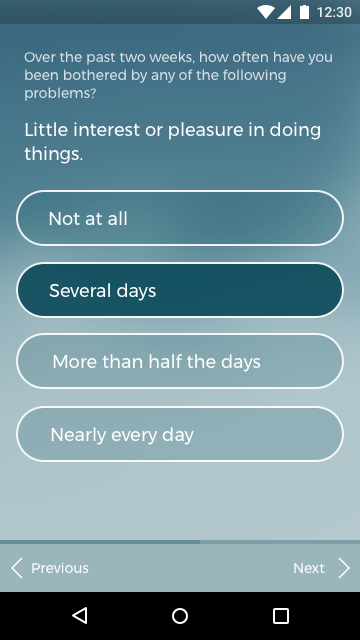 12:30
Over the past two weeks, how often have you
been bothered by any of the following
problems?
Little interest or pleasure in doing
things.
Not at all
Several days
More than half the days
Nearly every day
Previous
Next